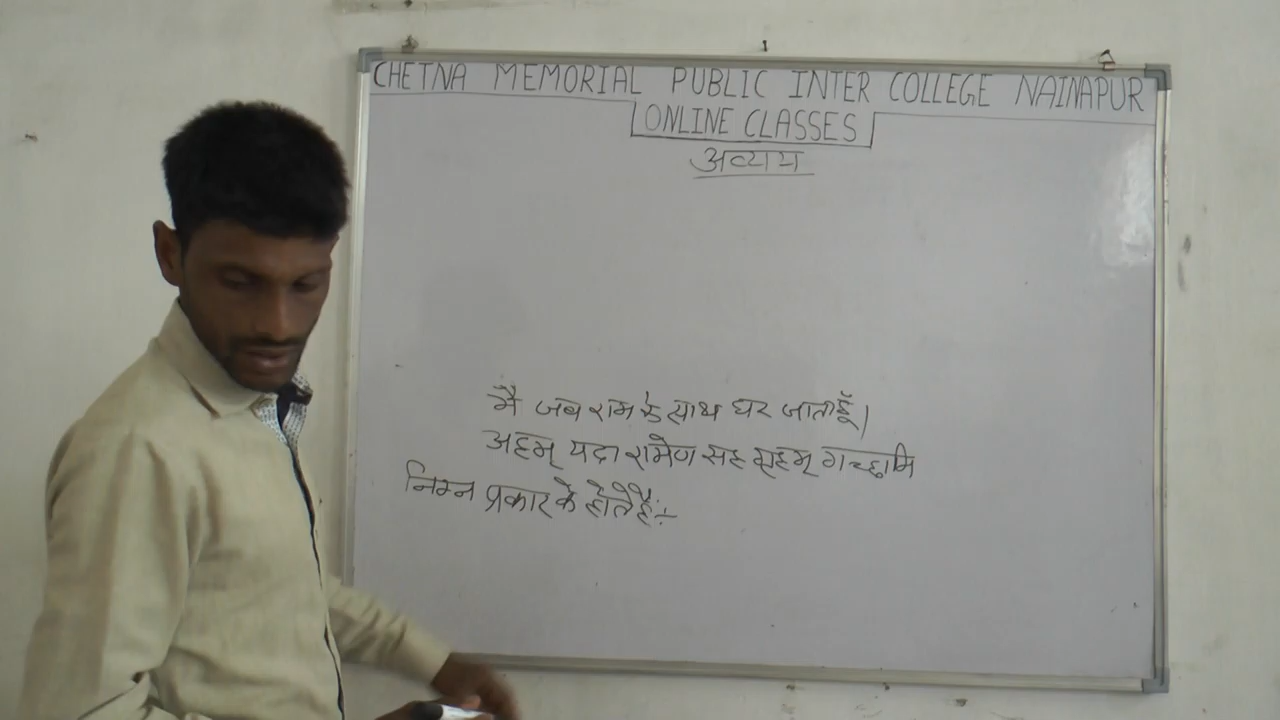 CHETNA MEMORIAL PUBLIC INTER COLLEGE NAINAPUR
ONLINE CLASSES
अव्यय
मै जब राम के साथ घर जाता हूँ।
अहम् यदा रामेण सह गृहम् गच्छामि
निम्न प्रकार के होते हैं:-